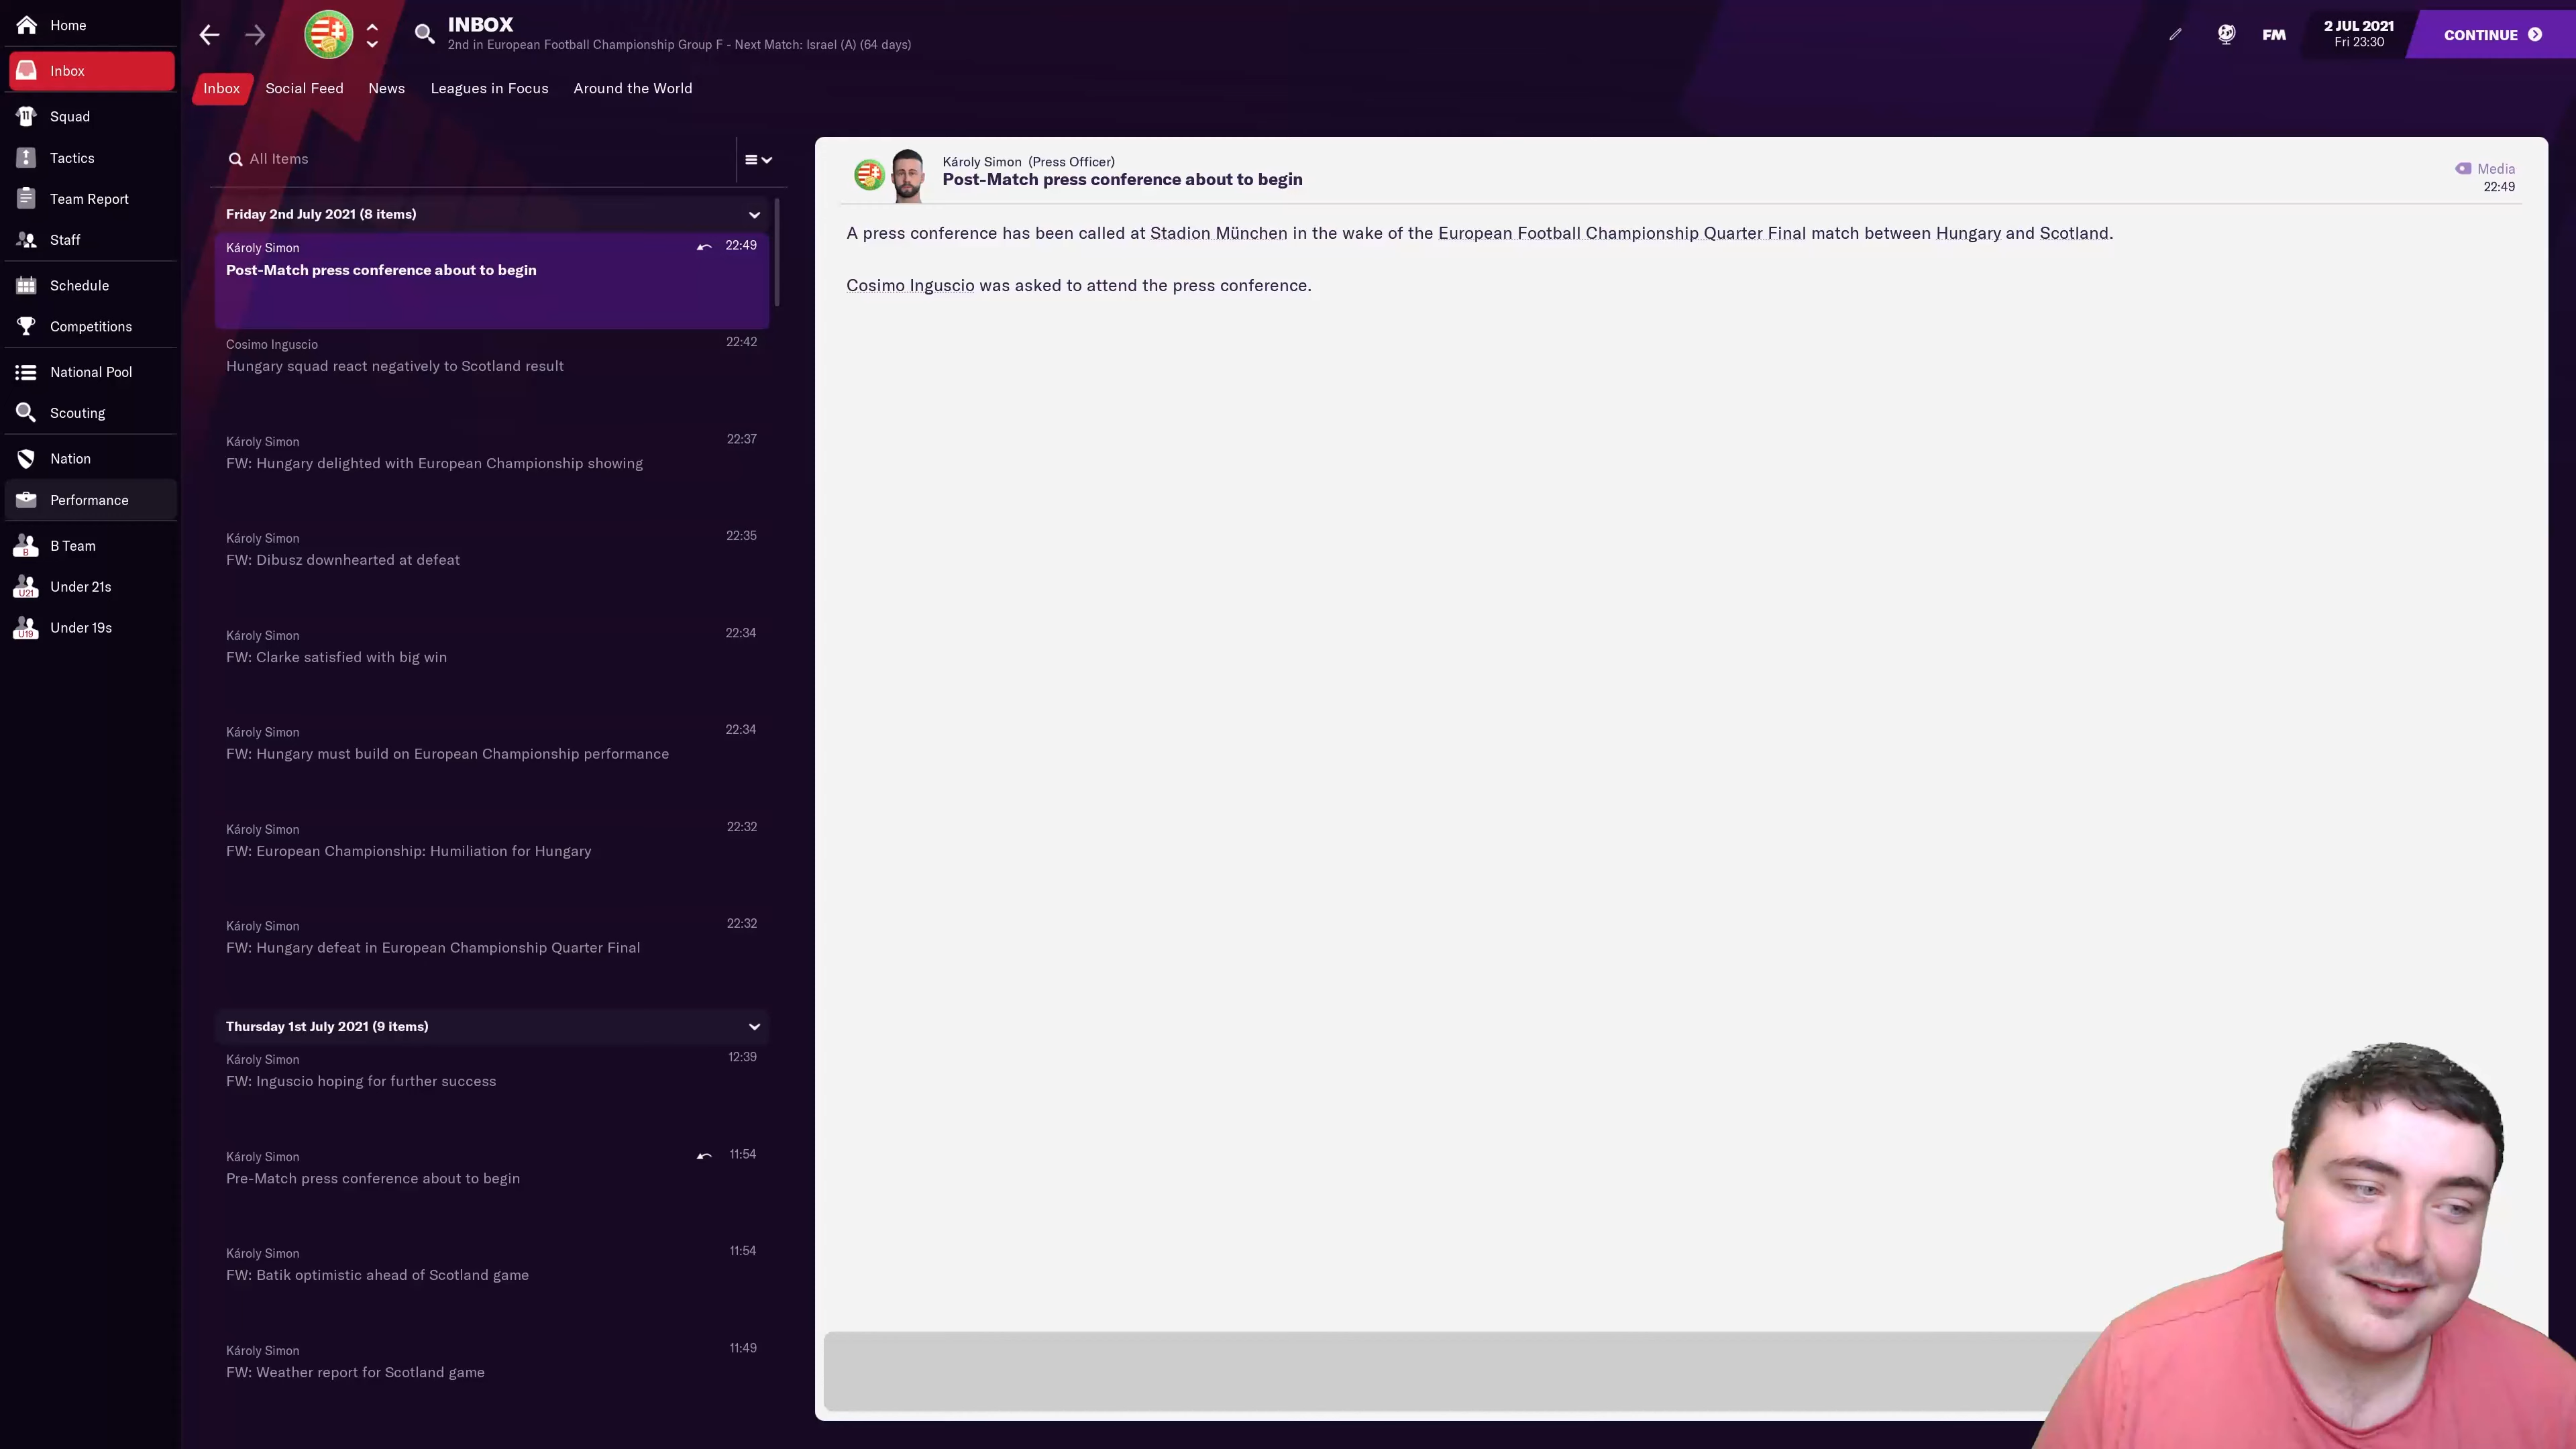 Home
Inbox
Squad
Tactics
Team Report
Staff
Schedule
Competitions
National Pool
Scouting
Nation
Performance
B
B Team
U21
Under 21s
U19
Under 19s
INBOX
2nd in European Football Championship Group F - Next Match: Israel (A) (64 days)
FM
2 JUL 2021
Fri 23:30
CONTINUE
Inbox
Social Feed
News
Leagues in Focus
Around the World
All Items
Friday 2nd July 2021 (8 items)
Károly Simon
22:49
Post-Match press conference about to begin
Cosimo Inguscio
22:42
Hungary squad react negatively to Scotland result
Károly Simon
22:37
FW: Hungary delighted with European Championship showing
Károly Simon
22:35
FW: Dibusz downhearted at defeat
Károly Simon
22:34
FW: Clarke satisfied with big win
Károly Simon
22:34
FW: Hungary must build on European Championship performance
Károly Simon
22:32
FW: European Championship: Humiliation for Hungary
Károly Simon
22:32
FW: Hungary defeat in European Championship Quarter Final
Thursday 1st July 2021 (9 items)
Károly Simon
12:39
FW: Inguscio hoping for further success
Károly Simon
11:54
Pre-Match press conference about to begin
Károly Simon
11:54
FW: Batik optimistic ahead of Scotland game
Károly Simon
11:49
FW: Weather report for Scotland game
Károly Simon (Press Officer)
Post-Match press conference about to begin
Media
22:49
A press conference has been called at Stadion München in the wake of the European Football Championship Quarter Final match between Hungary and Scotland.
Cosimo Inguscio was asked to attend the press conference.